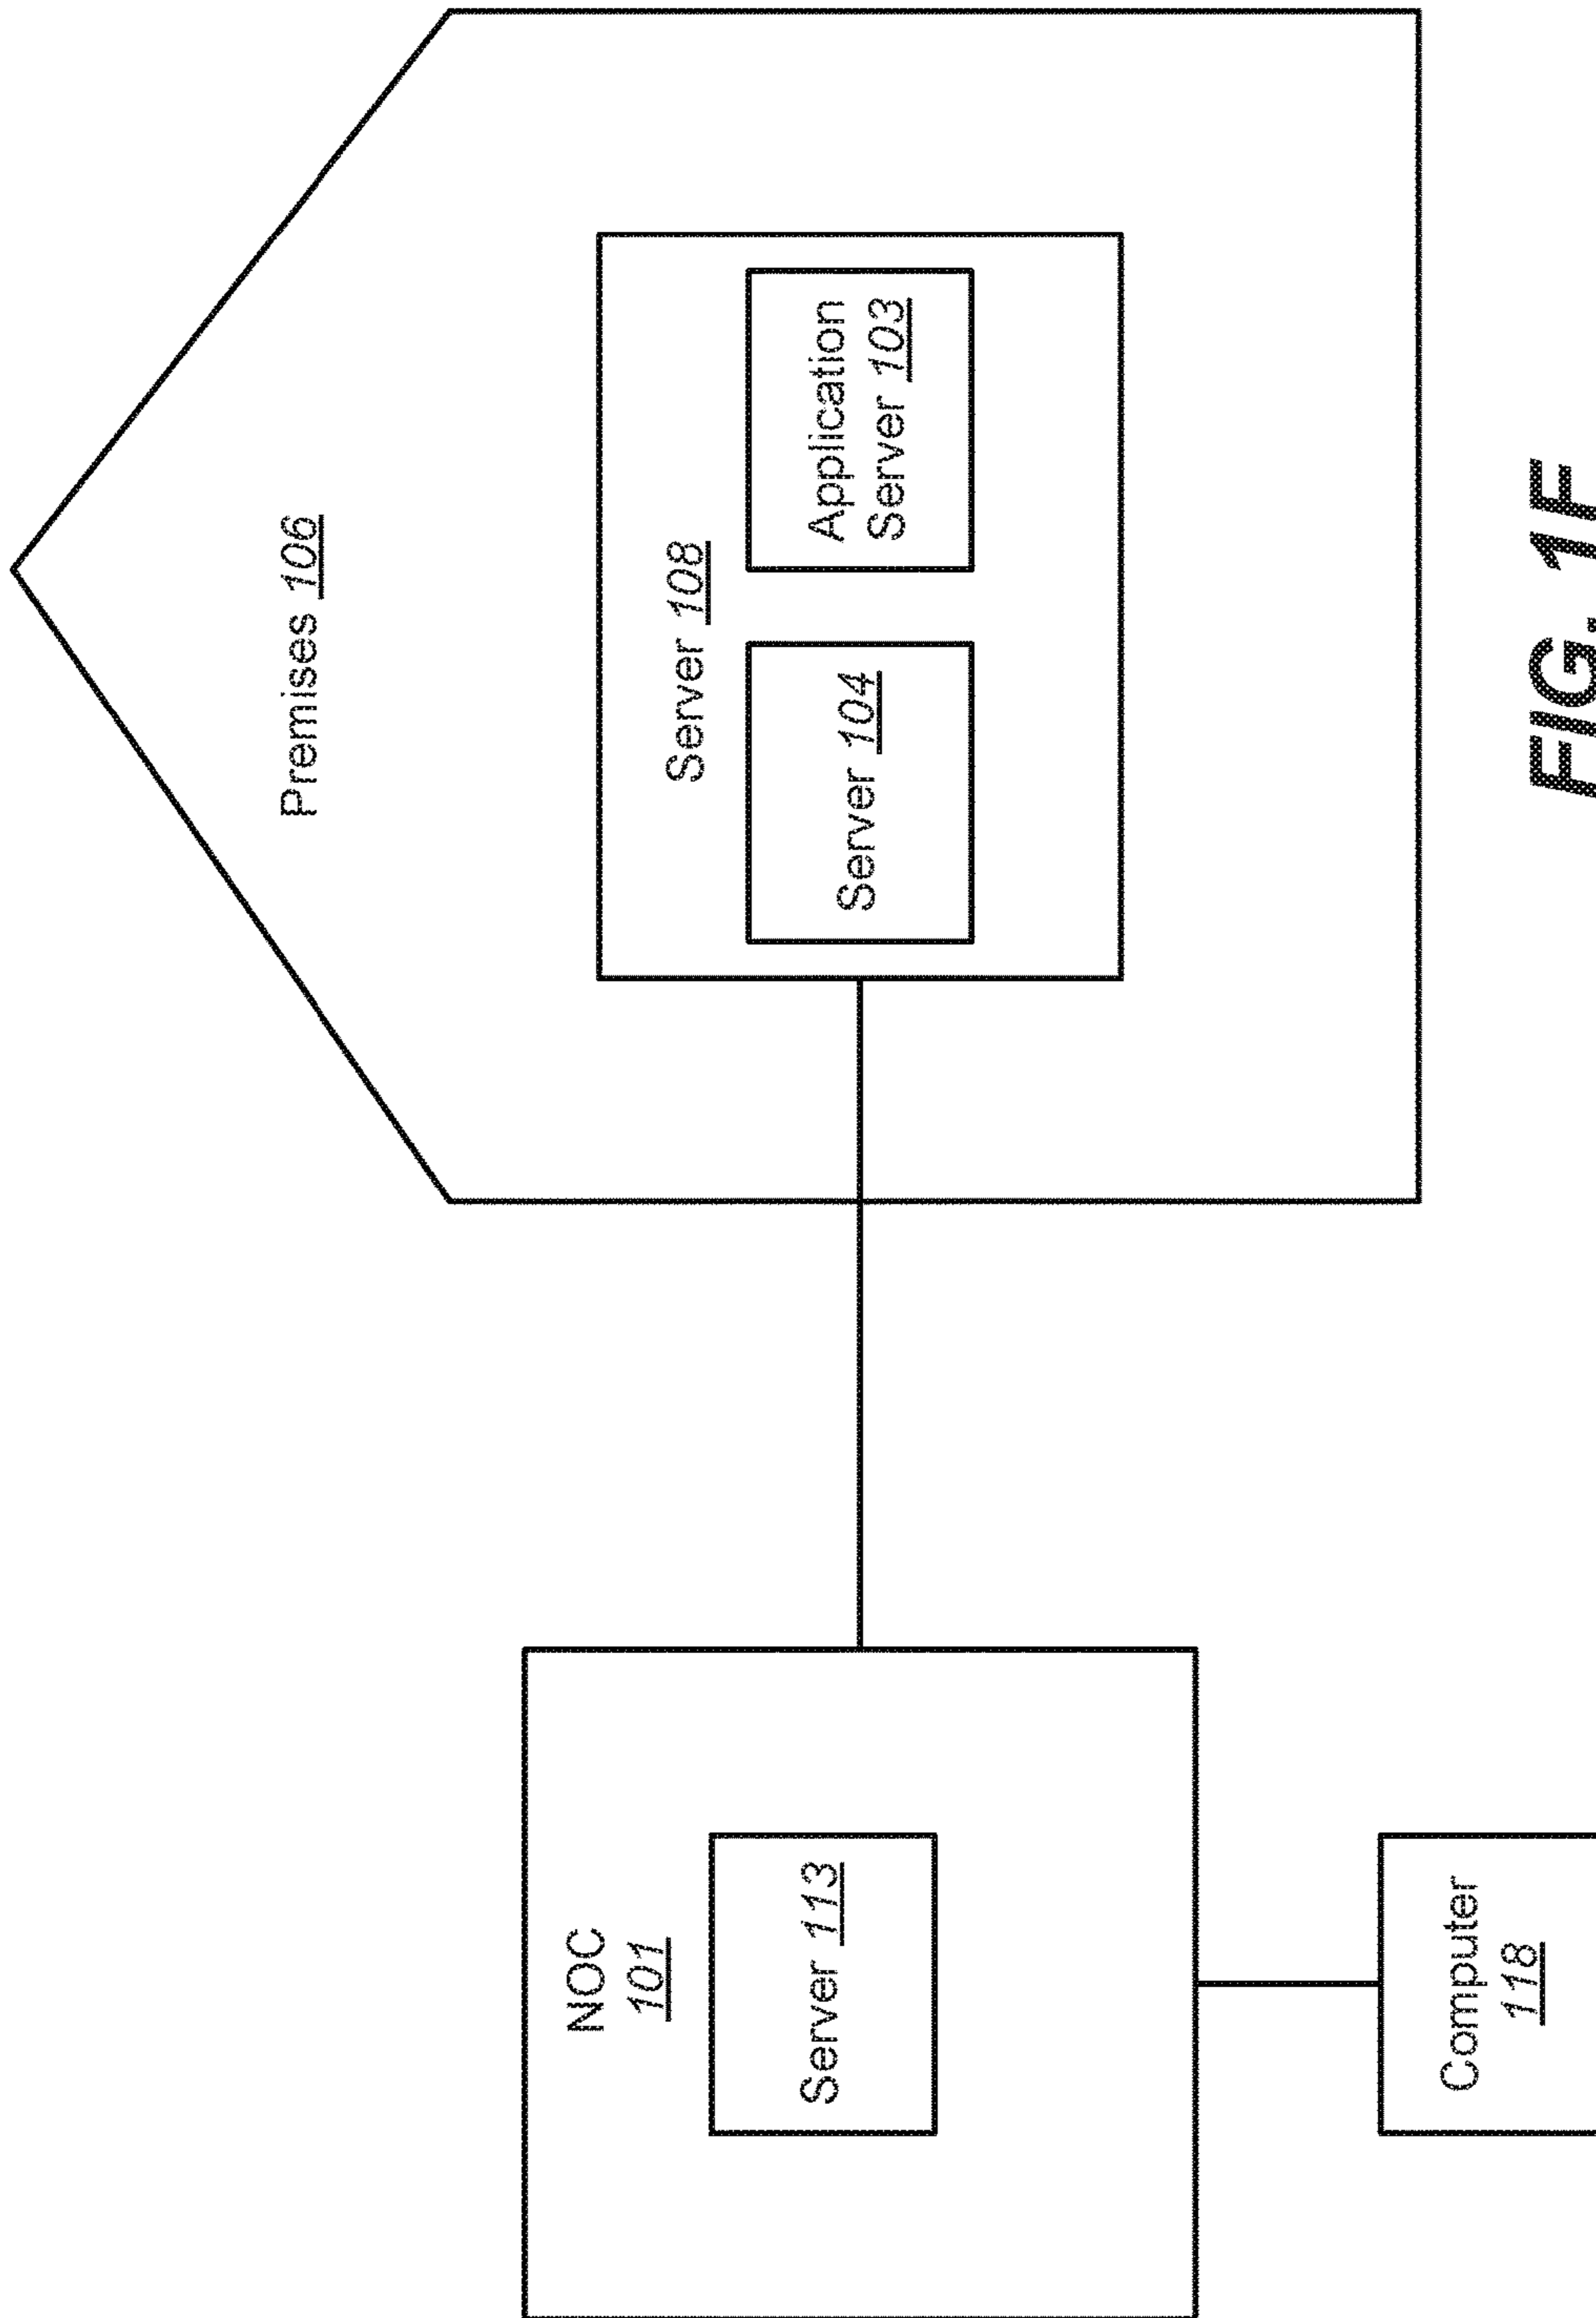 Premises 106
NOC
101
Server 108
Server 113
Server 104
Application
Server 103
Computer
118
FIG. 1F